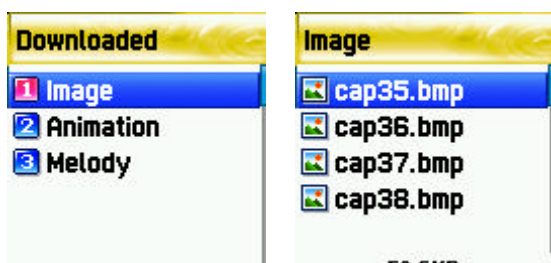 Downloaded
1 Image
2 Animation
3 Melody
Image
cap35.bmp
cap36.bmp
cap37.bmp
cap38.bmp